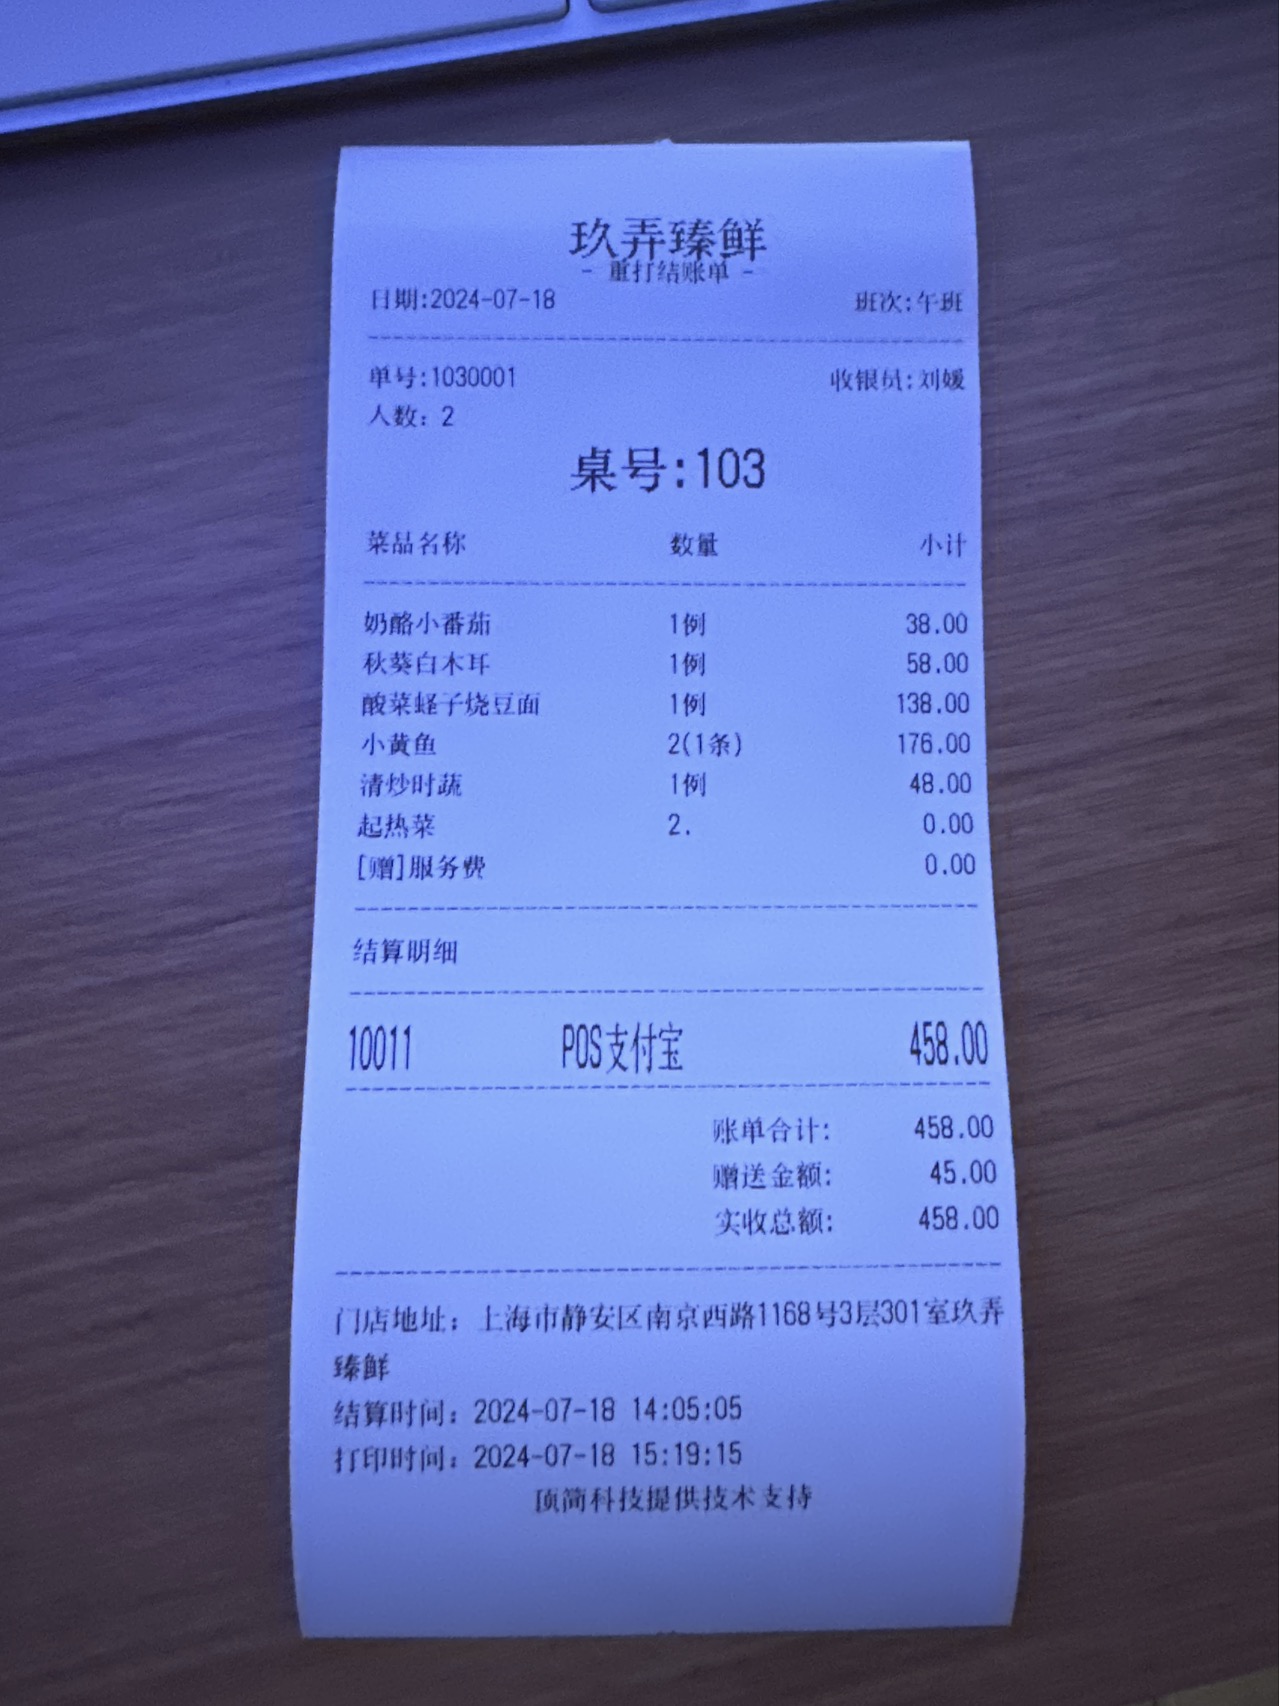 玖弄臻鲜
- 重打结账单 -
日期:2024-07-18 班次:午班
单号:1030001 收银员:刘媛
人数: 2
桌号:103
菜品名称 数量 小计
奶酪小番茄 1例 38.00
秋葵白木耳 1例 58.00
酸菜蛏子烧豆面 1例 138.00
小黄鱼 2(1条) 176.00
清炒时蔬 1例 48.00
起热菜 2. 0.00
[赠]服务费 0.00
结算明细
10011 POS支付宝 458.00
账单合计: 458.00
赠送金额: 45.00
实收总额: 458.00
门店地址: 上海市静安区南京西路1168号3层301室玖弄
臻鲜
结算时间: 2024-07-18 14:05:05
打印时间: 2024-07-18 15:19:15
顶简科技提供技术支持